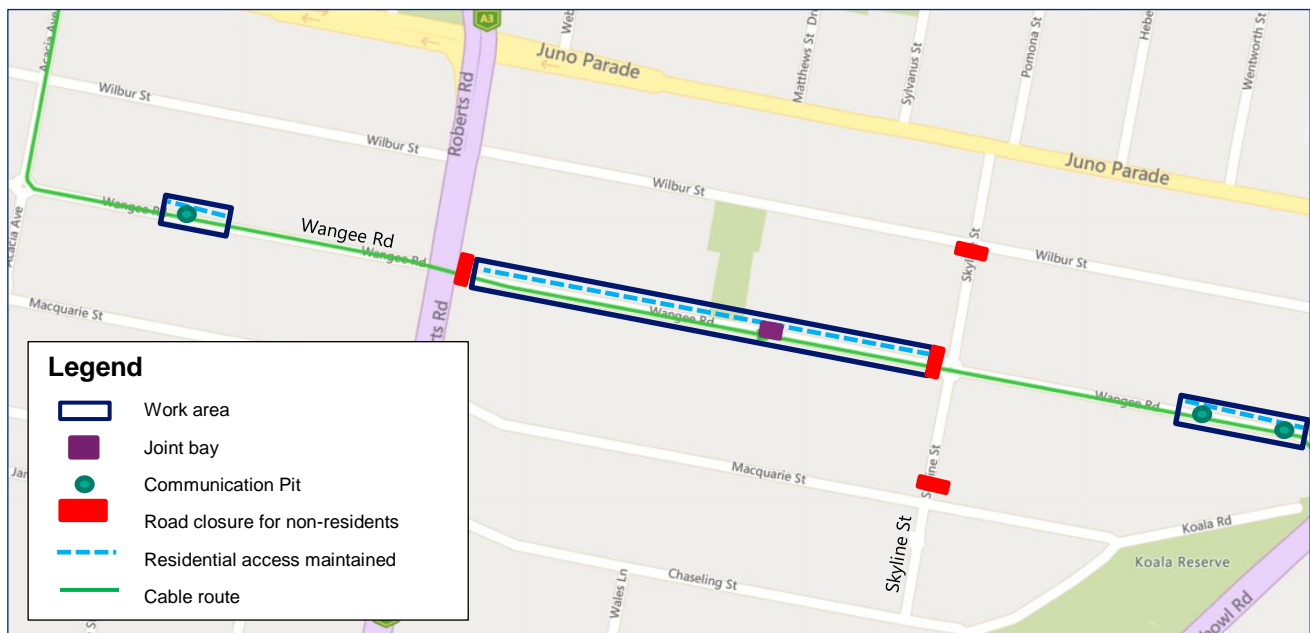 Acacia Ave
A3
Juno Parade
Matthews St
Sylvanus St
Pomona St
Wentworth St
Wilbur St
Roberts Rd
Wilbur St
Wilbur St
Juno Parade
Wangee Rd
Wangee Rd
Skyline St
Wilbur St
Acacia Ave
Wangee Rd
Macquarie St
Wangee Rd
Wangee Rd
Legend
Work area
Joint bay
Communication Pit
Road closure for non-residents
Residential access maintained
Cable route
Macquarie St
Skyline St
Koala Rd
Koala Reserve
Chaseling St
Wales Ln